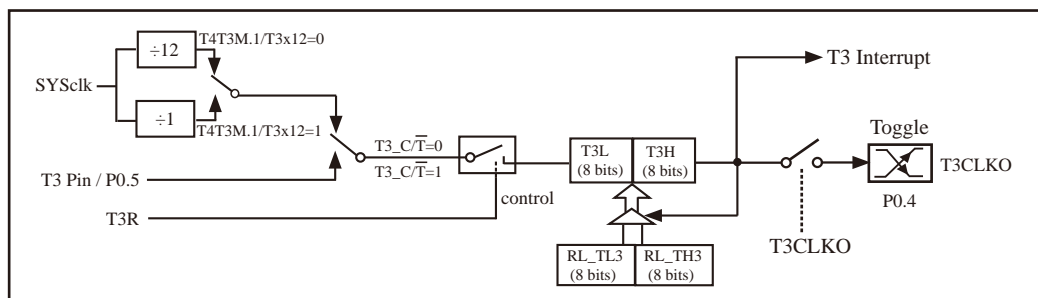 ÷12
T4T3M.1/T3x12=0
SYSclk
÷1
T4T3M.1/T3x12=1
T3 Pin / P0.5
T3_C/T̅=0
T3_C/T̅=1
T3R
control
T3L
(8 bits)
T3H
(8 bits)
RL_TL3
(8 bits)
RL_TH3
(8 bits)
T3 Interrupt
Toggle
T3CLKO
P0.4
T3CLKO